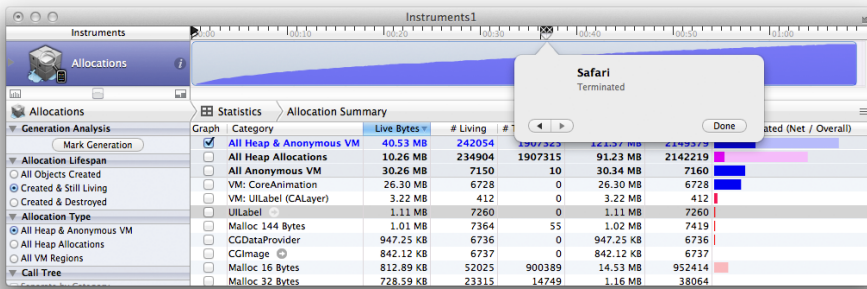 Instruments1
Instruments
00:00 00:10 00:20 00:30 00:50 01:00
Allocations
Safari
Terminated
Done
Allocations Statistics Allocation Summary
Generation Analysis
Mark Generation
Allocation Lifespan
All Objects Created
Created & Still Living
Created & Destroyed
Allocation Type
All Heap & Anonymous VM
All Heap Allocations
All VM Regions
Call Tree
Graph Category Live Bytes # Living # T ated (Net / Overall)
All Heap & Anonymous VM 40.53 MB 242054 1907325 121.57 MB 2149379
All Heap Allocations 10.26 MB 234904 1907315 91.23 MB 2142219
All Anonymous VM 30.26 MB 7150 10 30.34 MB 7160
VM: CoreAnimation 26.30 MB 6728 0 26.30 MB 6728
VM: UILabel (CALayer) 3.22 MB 412 0 3.22 MB 412
UILabel 1.11 MB 7260 0 1.11 MB 7260
Malloc 144 Bytes 1.01 MB 7364 55 1.02 MB 7419
CGDataProvider 947.25 KB 6736 0 947.25 KB 6736
CGImage 842.12 KB 6737 0 842.12 KB 6737
Malloc 16 Bytes 812.89 KB 52025 900389 14.53 MB 952414
Malloc 32 Bytes 728.59 KB 23315 14749 1.16 MB 38064